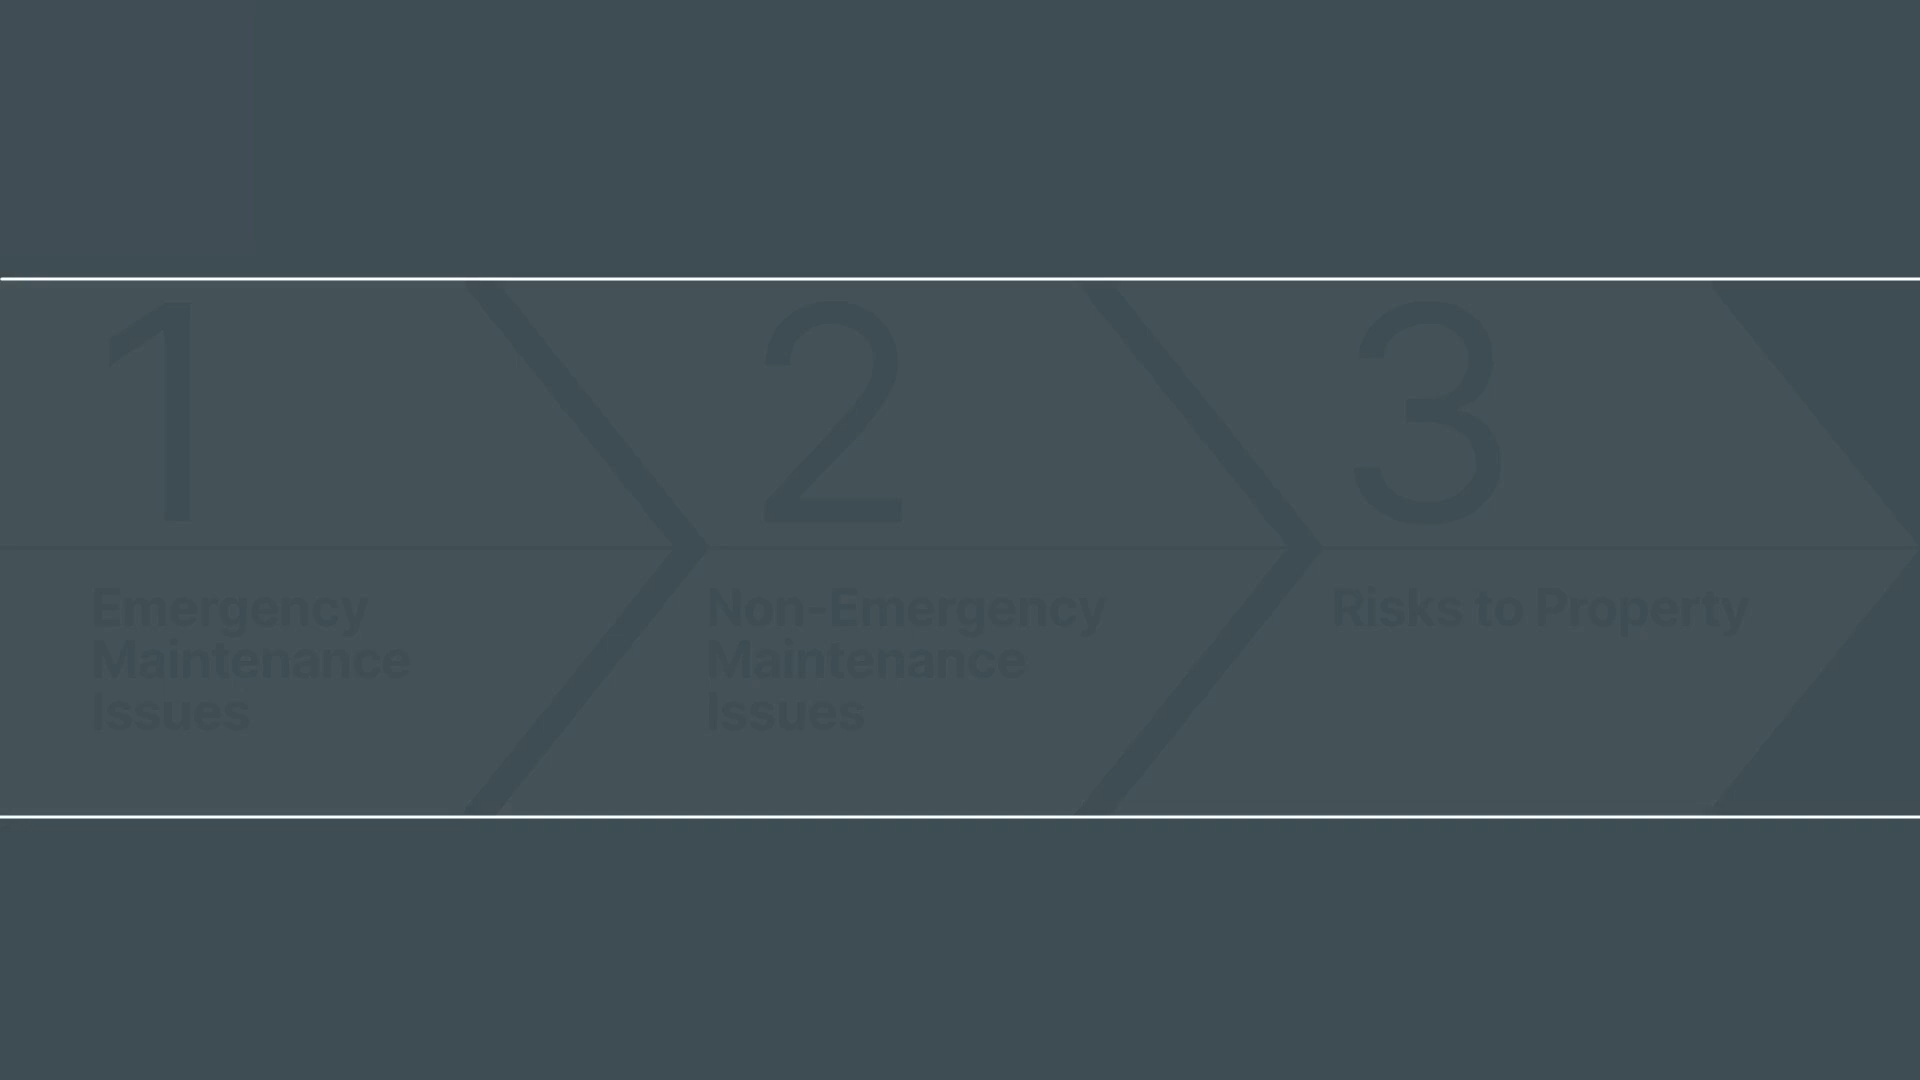 1
Emergency
Maintenance
Issues
2
Non-Emergency
Maintenance
Issues
3
Risks to Property